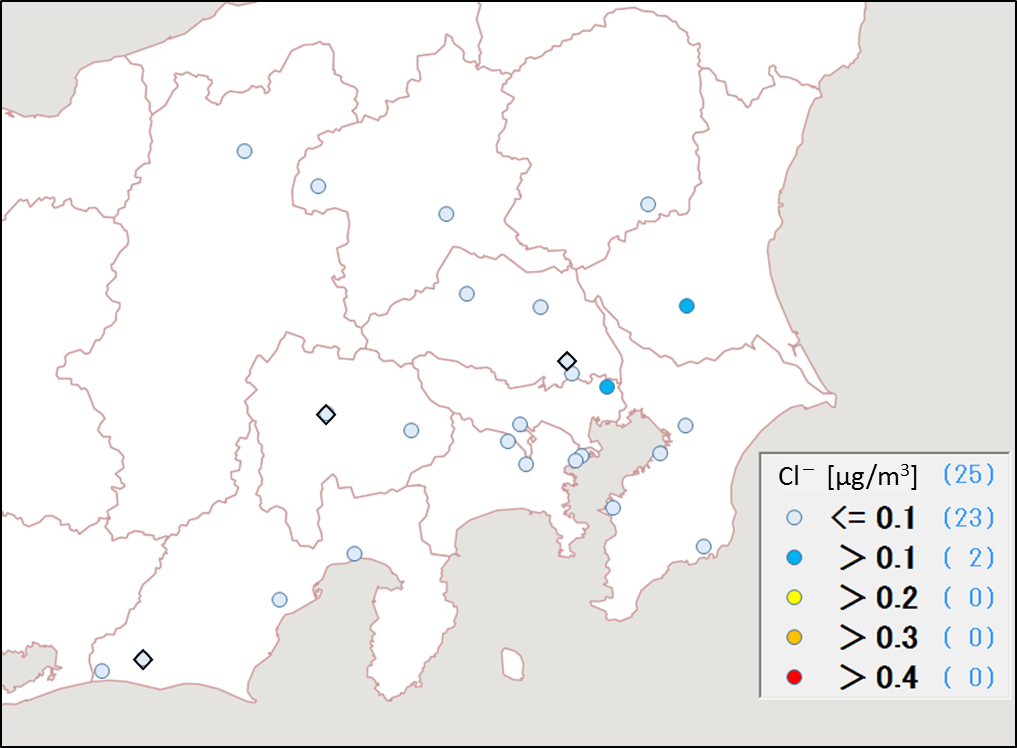 Cl⁻ [μg/m³] (25)
<= 0.1 (23)
> 0.1 ( 2)
> 0.2 ( 0)
> 0.3 ( 0)
> 0.4 ( 0)